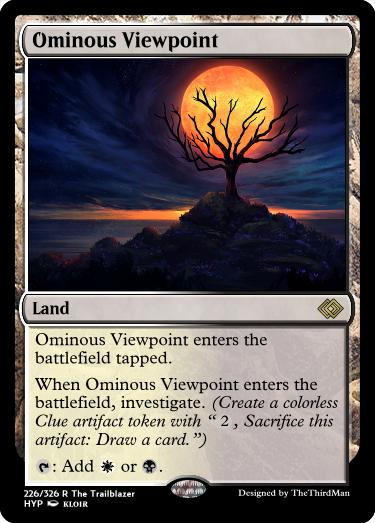 Ominous Viewpoint
Land
Ominous Viewpoint enters the
battlefield tapped.
When Ominous Viewpoint enters the
battlefield, investigate. (Create a colorless
Clue artifact token with “ 2 , Sacrifice this
artifact: Draw a card.”)
: Add or .
226/326 R The Trailblazer
HYP KLOIR
Designed by TheThirdMan